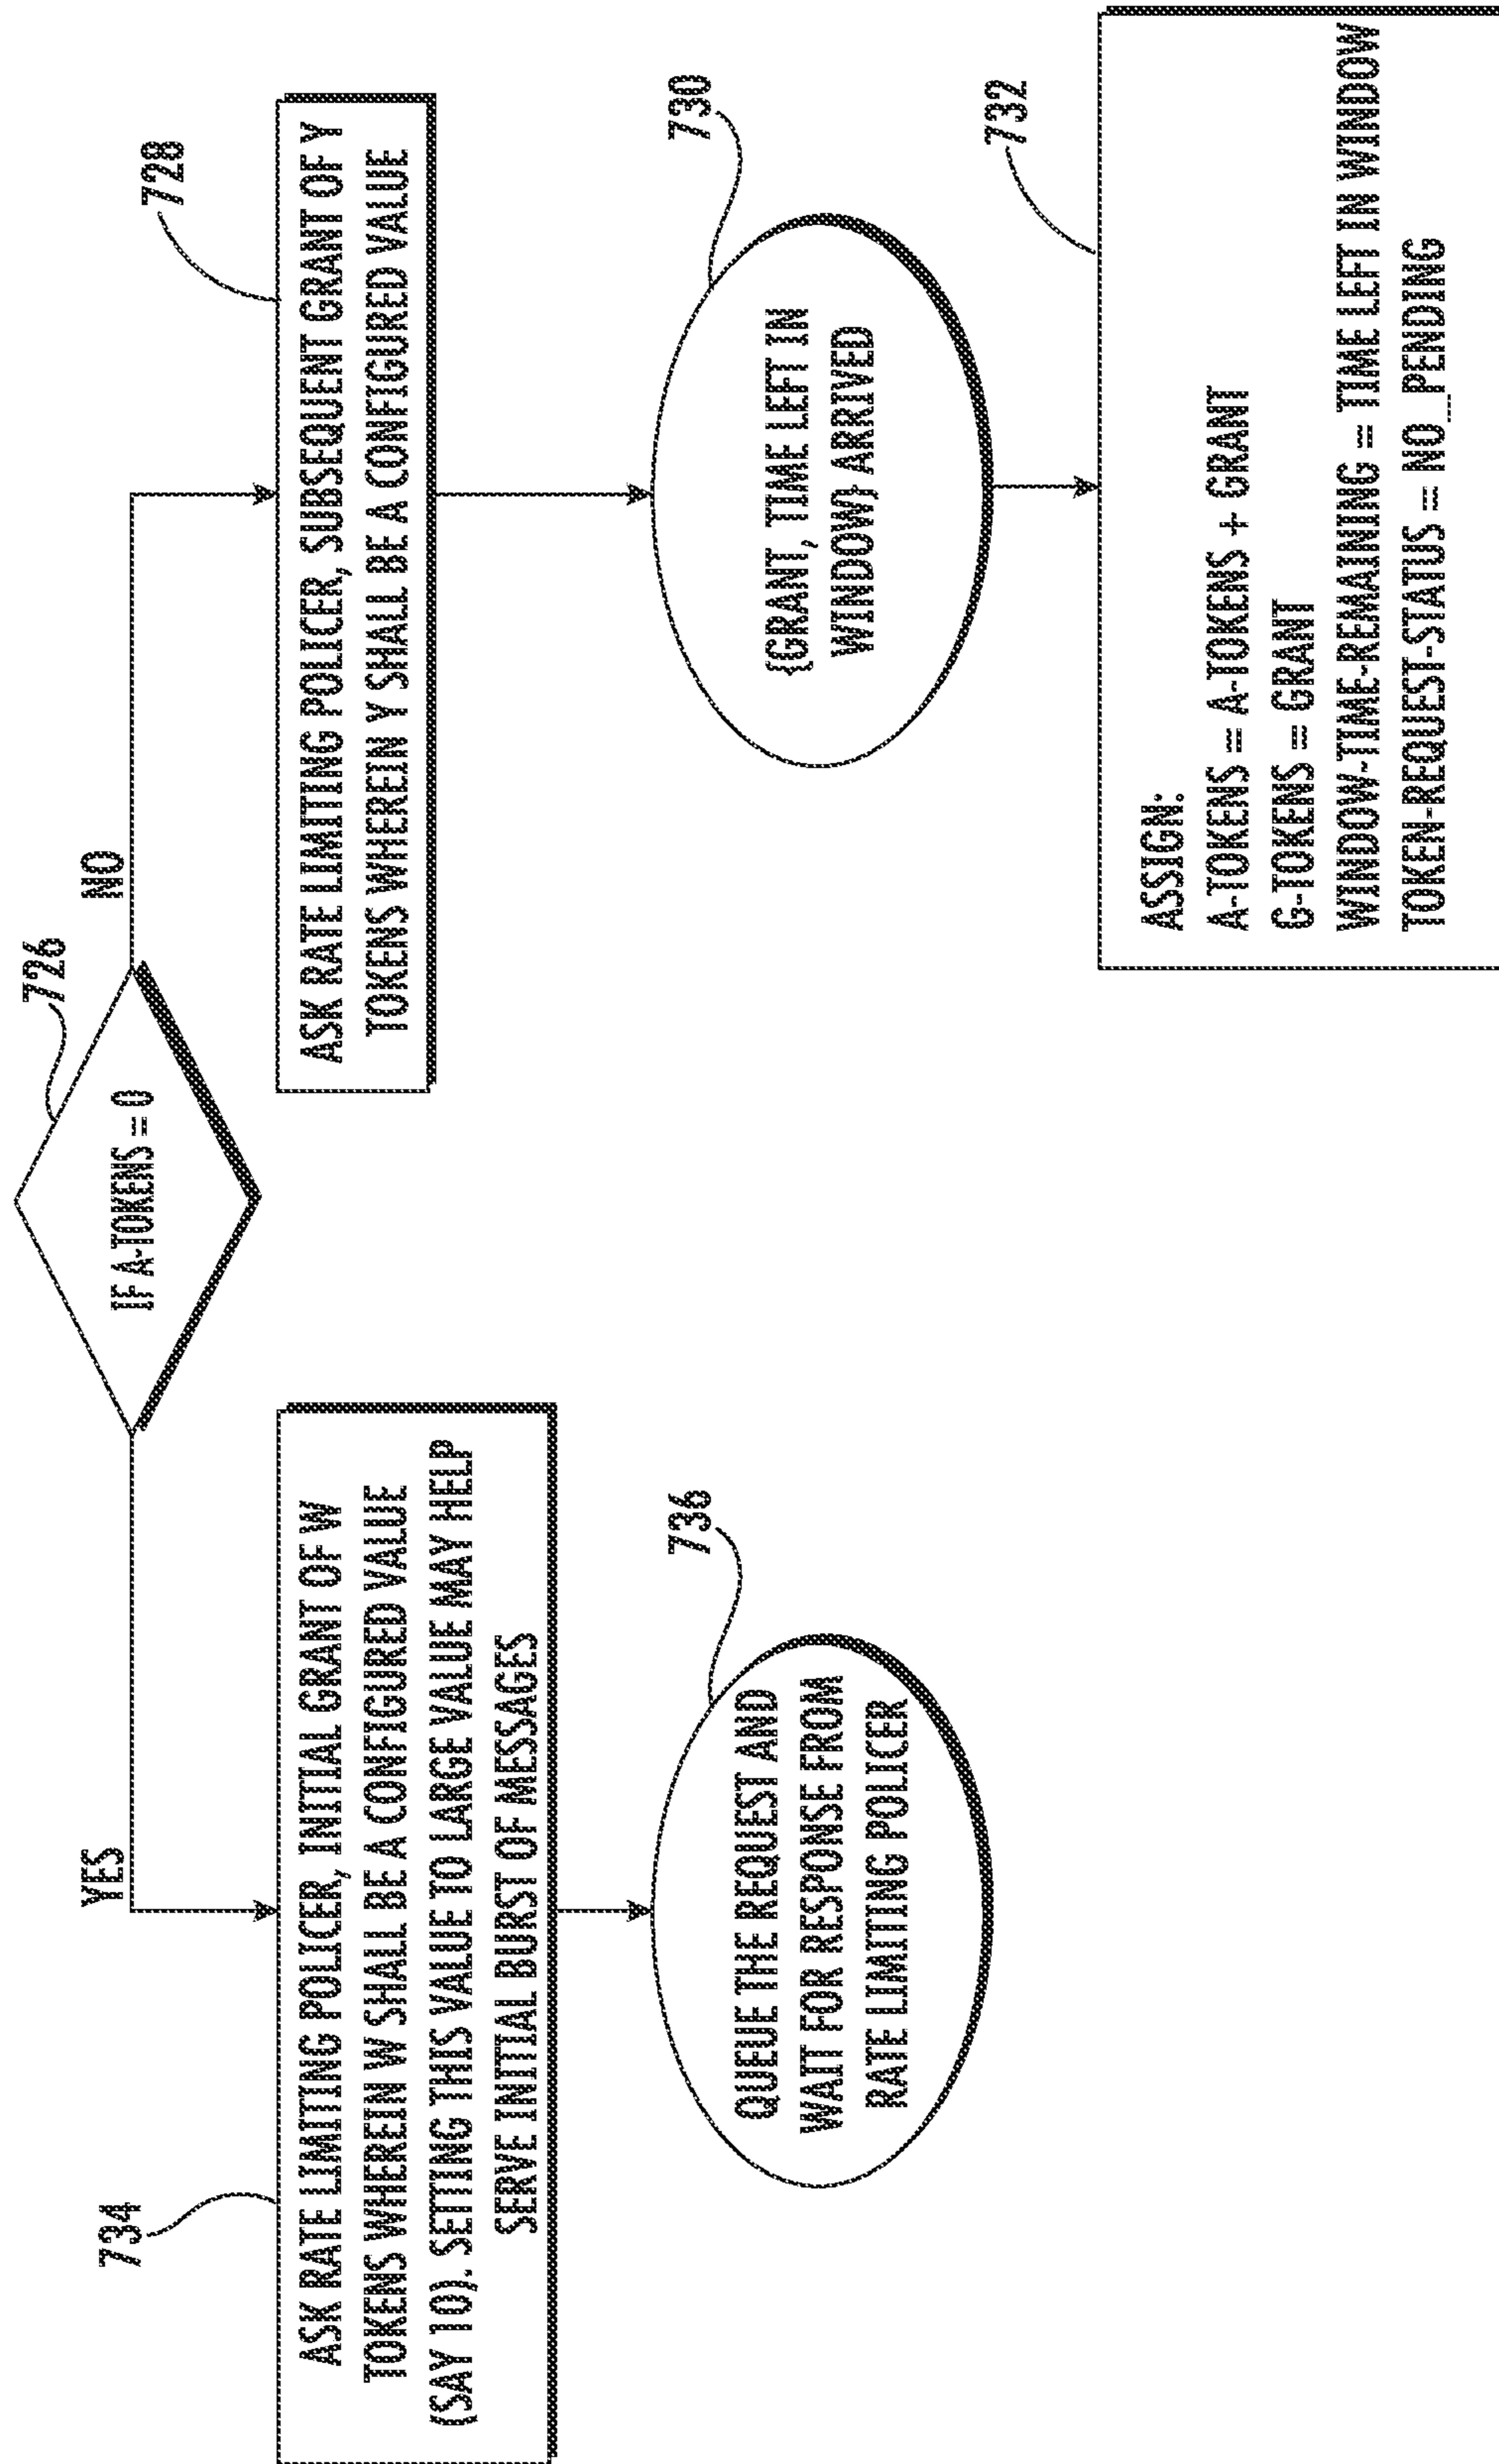 726
IF A-TOKENS = 0
YES
NO
734
ASK RATE LIMITING POLICER, INITIAL GRANT OF W
TOKENS WHEREIN W SHALL BE A CONFIGURED VALUE
(SAY 10). SETTING THIS VALUE TO LARGE VALUE MAY HELP
SERVE INITIAL BURST OF MESSAGES
728
ASK RATE LIMITING POLICER, SUBSEQUENT GRANT OF Y
TOKENS WHEREIN Y SHALL BE A CONFIGURED VALUE
736
QUEUE THE REQUEST AND
WAIT FOR RESPONSE FROM
RATE LIMITING POLICER
730
{GRANT, TIME LEFT IN
WINDOW} ARRIVED
732
ASSIGN:
A-TOKENS = A-TOKENS + GRANT
G-TOKENS = GRANT
WINDOW-TIME-REMAINING = TIME LEFT IN WINDOW
TOKEN-REQUEST-STATUS = NO_PENDING